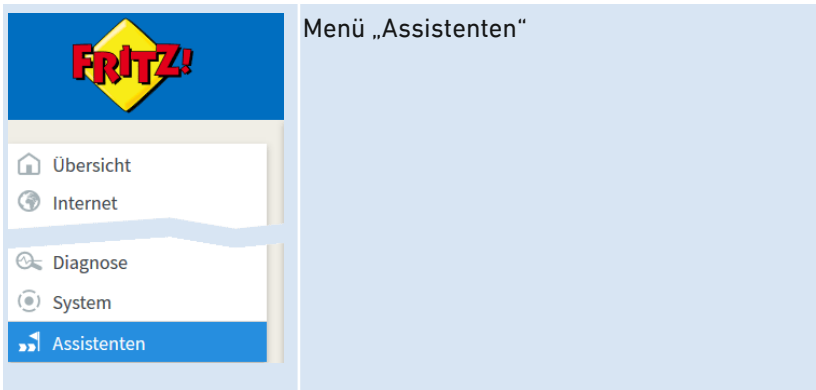 FRITZ!
Menü „Assistenten“
Übersicht
Internet
Diagnose
System
Assistenten